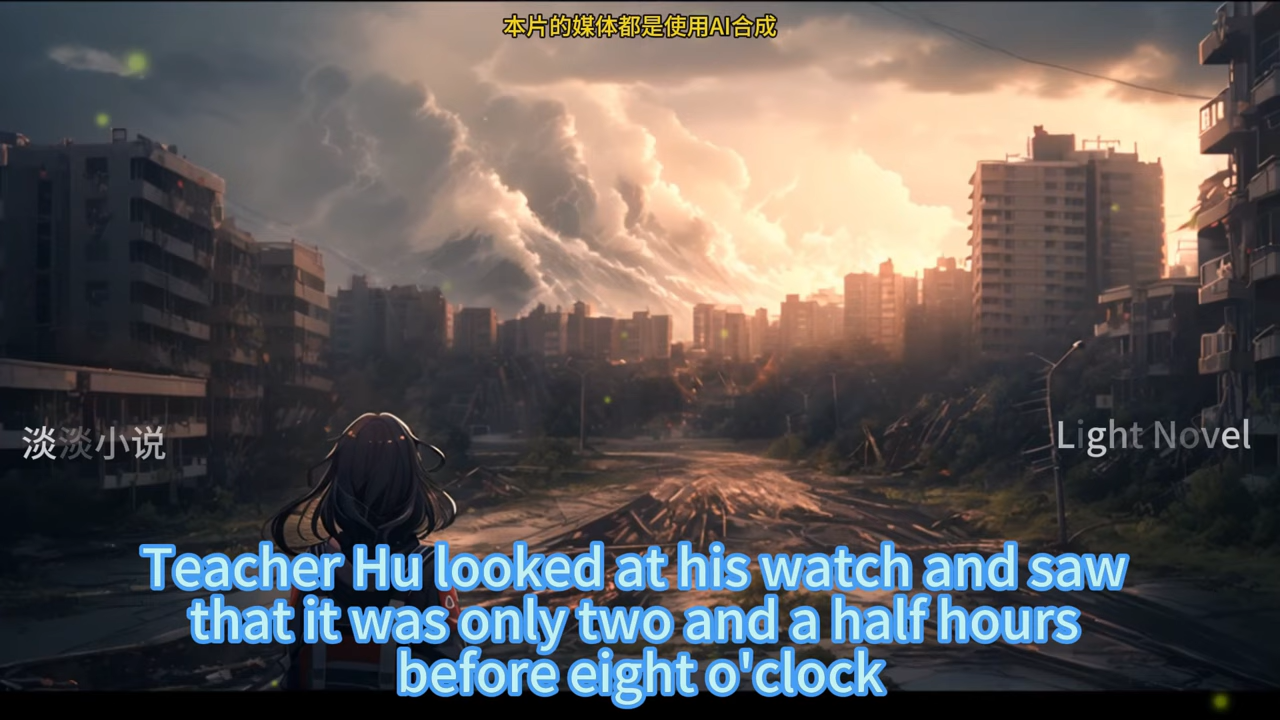 本片的媒体都是使用AI合成
淡淡小说
Light Novel
Teacher Hu looked at his watch and saw
that it was only two and a half hours
before eight o'clock